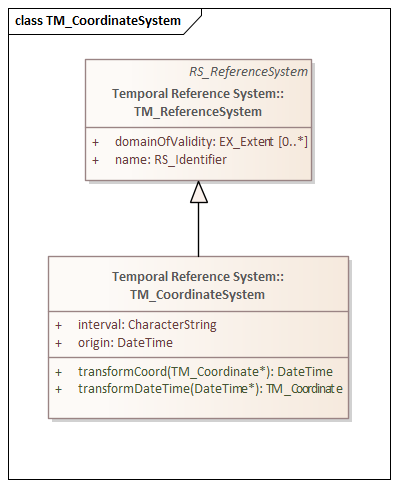 class TM_CoordinateSystem
RS_ReferenceSystem
Temporal Reference System::
TM_ReferenceSystem
+ domainOfValidity: EX_Extent [0..*]
+ name: RS_Identifier
Temporal Reference System::
TM_CoordinateSystem
+ interval: CharacterString
+ origin: DateTime
+ transformCoord(TM_Coordinate*): DateTime
+ transformDateTime(DateTime*): TM_Coordinate